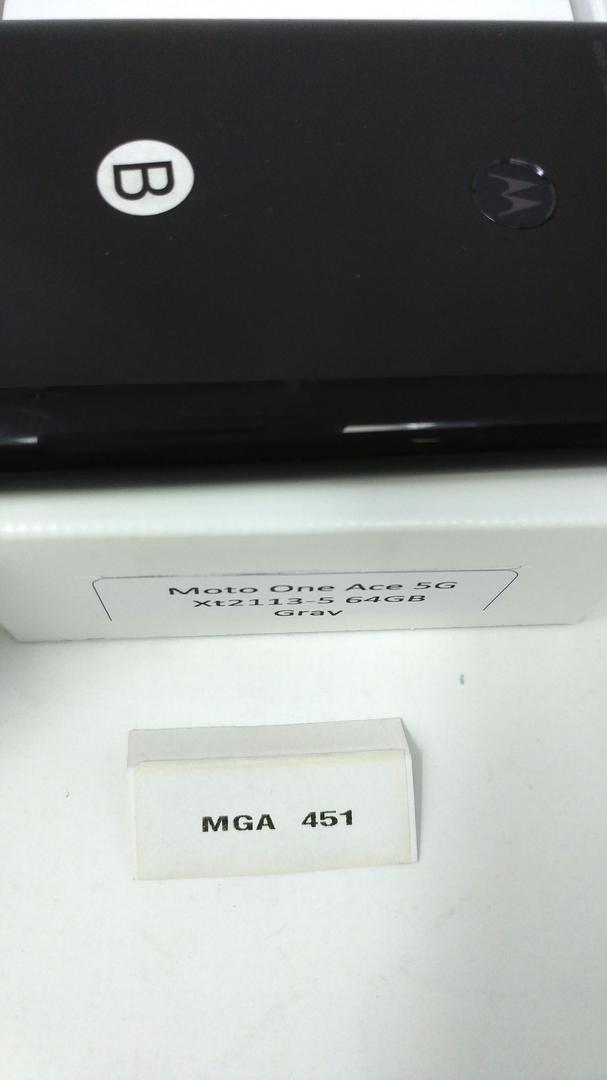 B
Moto One Ace 5G
Xt2113-5 64GB
Gray
MGA 451